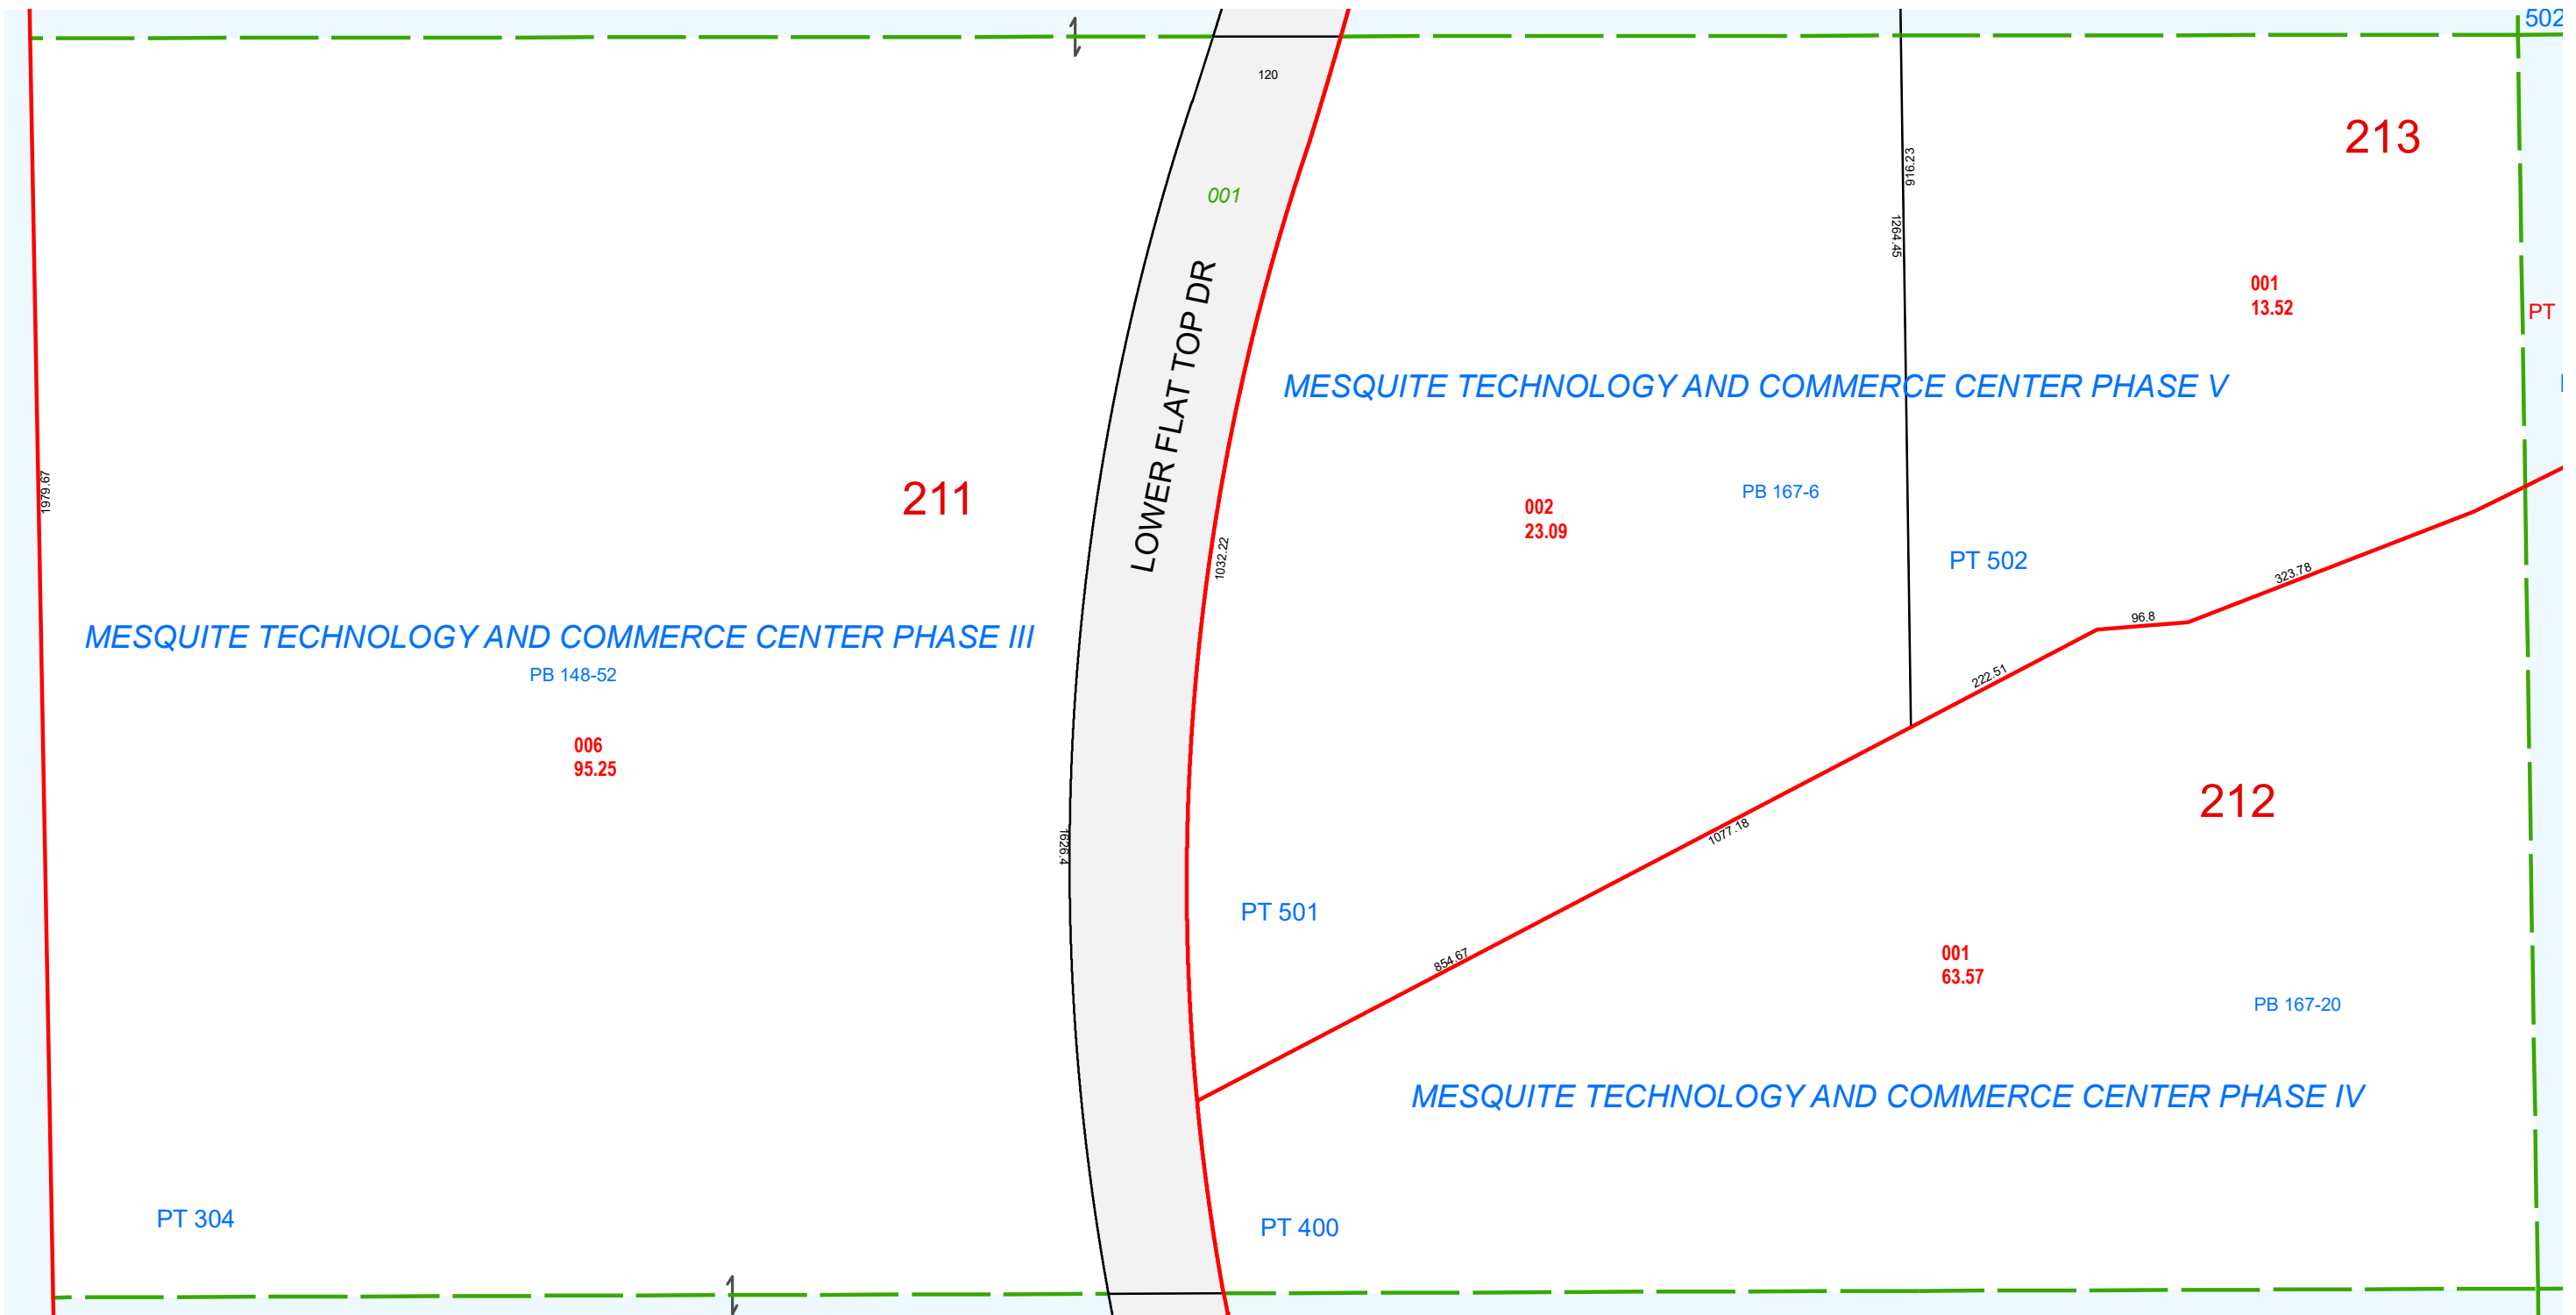 502
120
213
916.23
001
1264.45
001
13.52
PT
LOWER FLAT TOP DR
MESQUITE TECHNOLOGY AND COMMERCE CENTER PHASE V
1979.67
211
PB 167-6
002
23.09
1032.22
PT 502
323.78
96.8
MESQUITE TECHNOLOGY AND COMMERCE CENTER PHASE III
PB 148-52
222.51
006
95.25
212
1077.18
1626.4
PT 501
854.67
001
63.57
PB 167-20
MESQUITE TECHNOLOGY AND COMMERCE CENTER PHASE IV
PT 304
PT 400